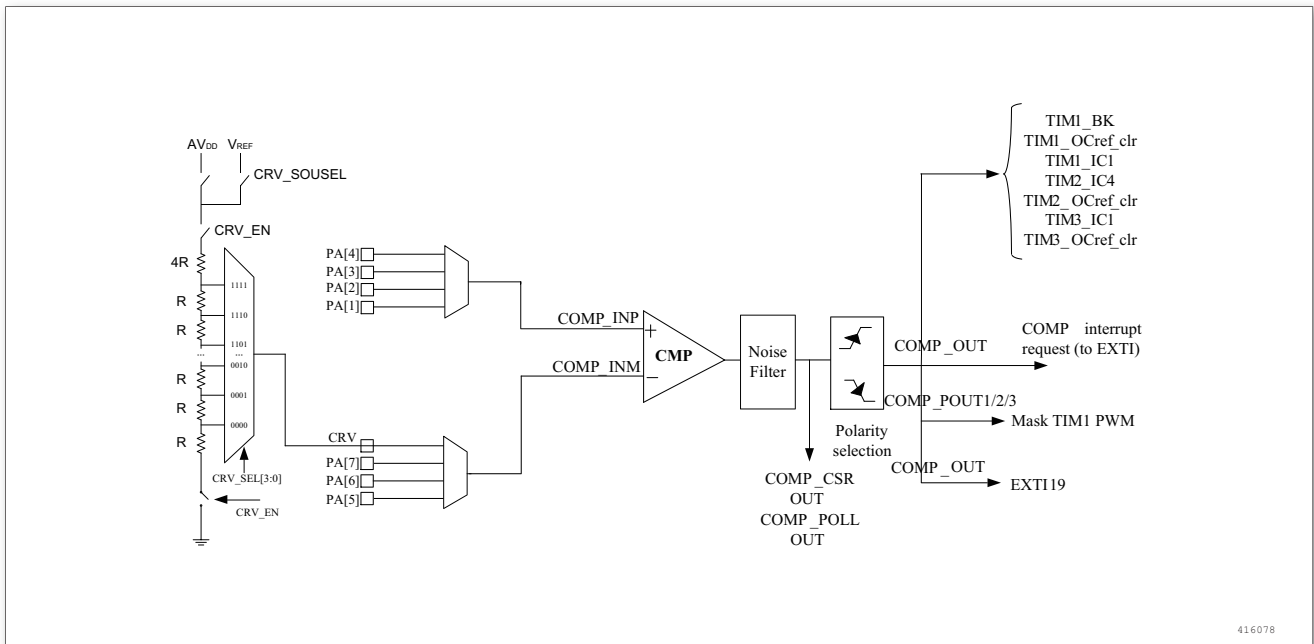 AVDD VREF
CRV_SOUSEL
CRV_EN
4R
R
R
...
R
R
R
1111
1110
1101
...
0010
0001
0000
CRV_SEL[3:0]
CRV_EN
PA[4]
PA[3]
PA[2]
PA[1]
CRV
PA[7]
PA[6]
PA[5]
COMP_INP
COMP_INM
+
CMP
−
Noise
Filter
COMP_CSR
OUT
COMP_POLL
OUT
Polarity
selection
COMP_OUT
COMP_POUT1/2/3
COMP_OUT
TIM1_BK
TIM1_OCref_clr
TIM1_IC1
TIM2_IC4
TIM2_OCref_clr
TIM3_IC1
TIM3_OCref_clr
COMP interrupt
request (to EXTI)
Mask TIM1 PWM
EXTI19
416078